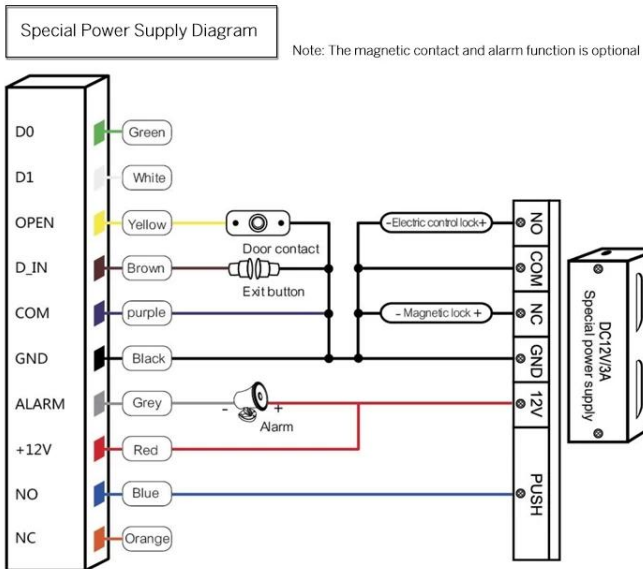 Special Power Supply Diagram
Note: The magnetic contact and alarm function is optional
D0 Green
D1 White
OPEN Yellow
Door contact
D_IN Brown
Exit button
COM purple
GND Black
ALARM Grey - +
Alarm
+12V Red
NO Blue
NC Orange
-Electric control lock+
- Magnetic lock +
NO
COM
NC
GND
12V
PUSH
DC12V/3A
Special power supply